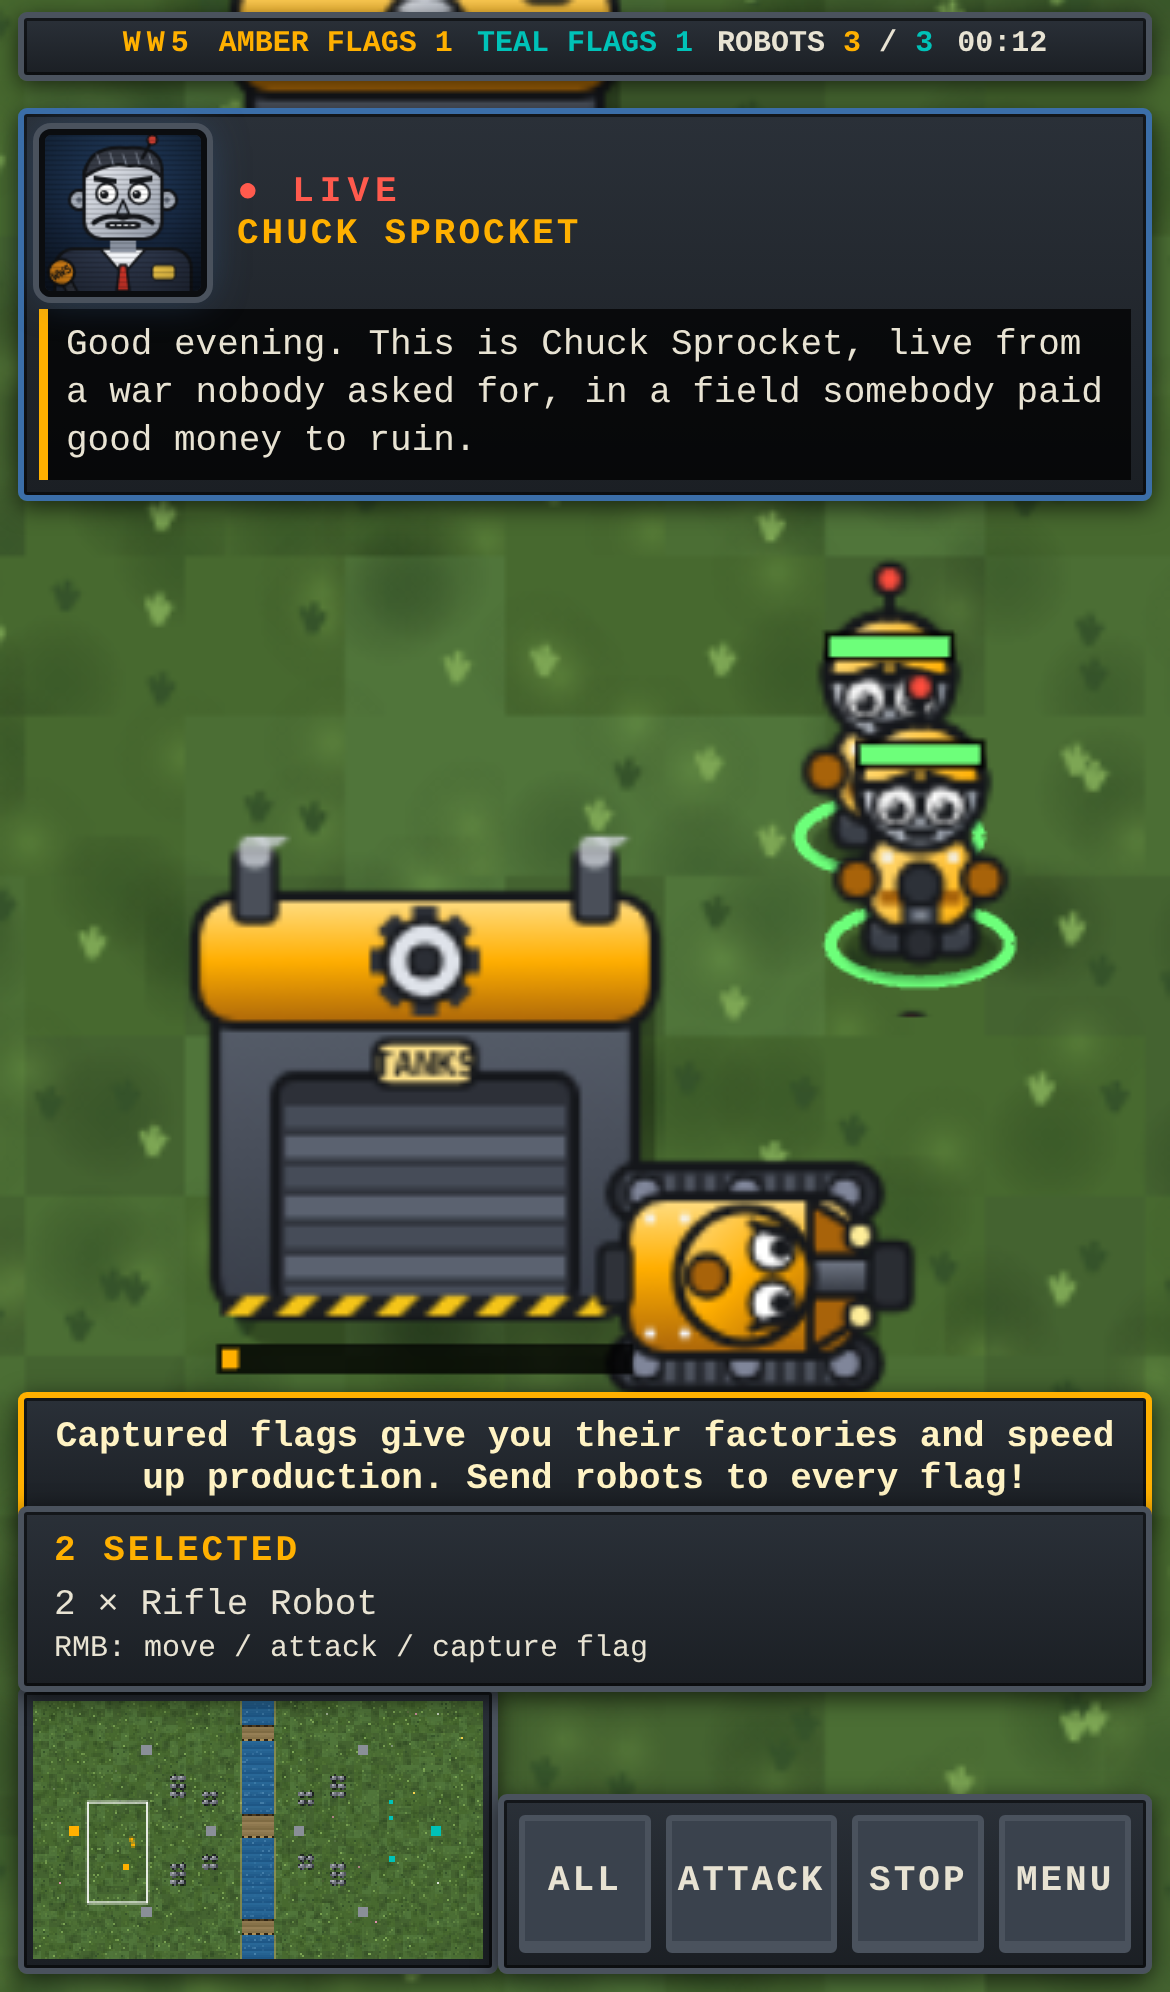 WW5 AMBER FLAGS 1 TEAL FLAGS 1 ROBOTS 3 / 3 00:12
● LIVE
CHUCK SPROCKET
WW5
Good evening. This is Chuck Sprocket, live from
a war nobody asked for, in a field somebody paid
good money to ruin.
TANKS
Captured flags give you their factories and speed
up production. Send robots to every flag!
2 SELECTED
2 × Rifle Robot
RMB: move / attack / capture flag
ALL ATTACK STOP MENU